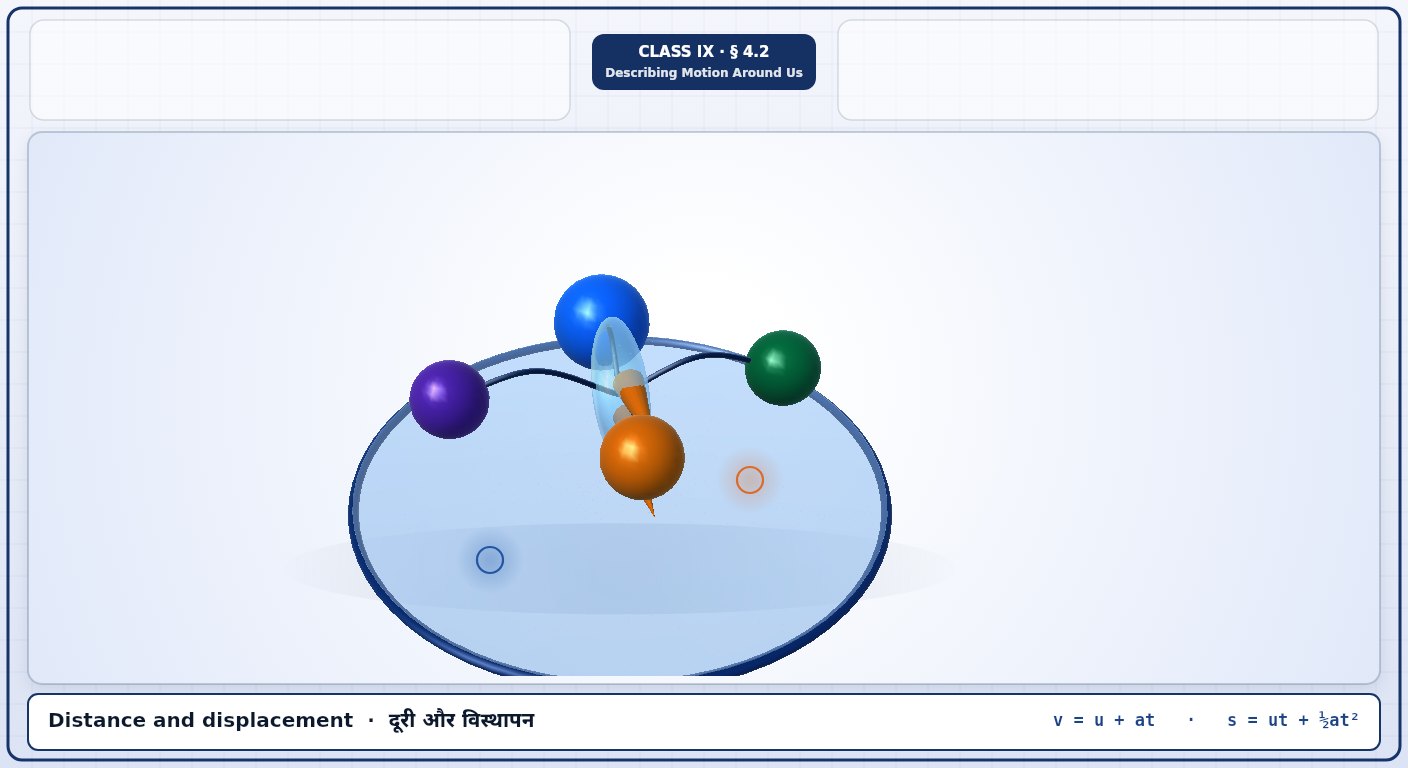 CLASS IX · § 4.2
Describing Motion Around Us
Distance and displacement · दूरी और विस्थापन
v = u + at · s = ut + ½at²